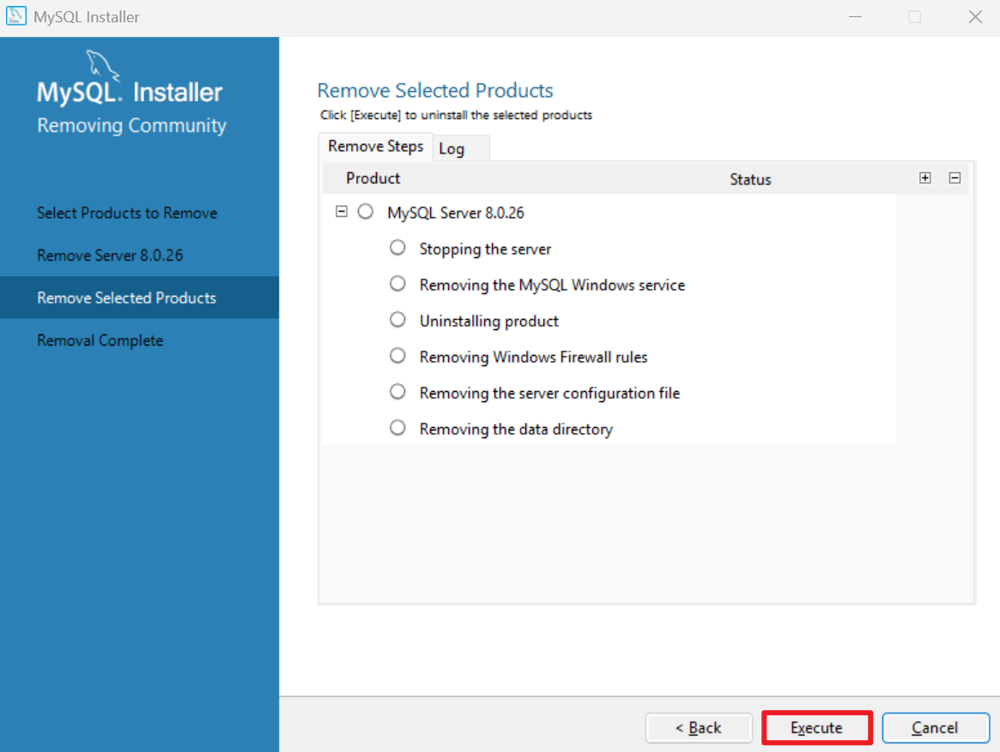 MySQL Installer
MySQL. Installer
Removing Community
Select Products to Remove
Remove Server 8.0.26
Remove Selected Products
Removal Complete
Remove Selected Products
Click [Execute] to uninstall the selected products
Remove Steps Log
Product Status
MySQL Server 8.0.26
Stopping the server
Removing the MySQL Windows service
Uninstalling product
Removing Windows Firewall rules
Removing the server configuration file
Removing the data directory
< Back Execute Cancel